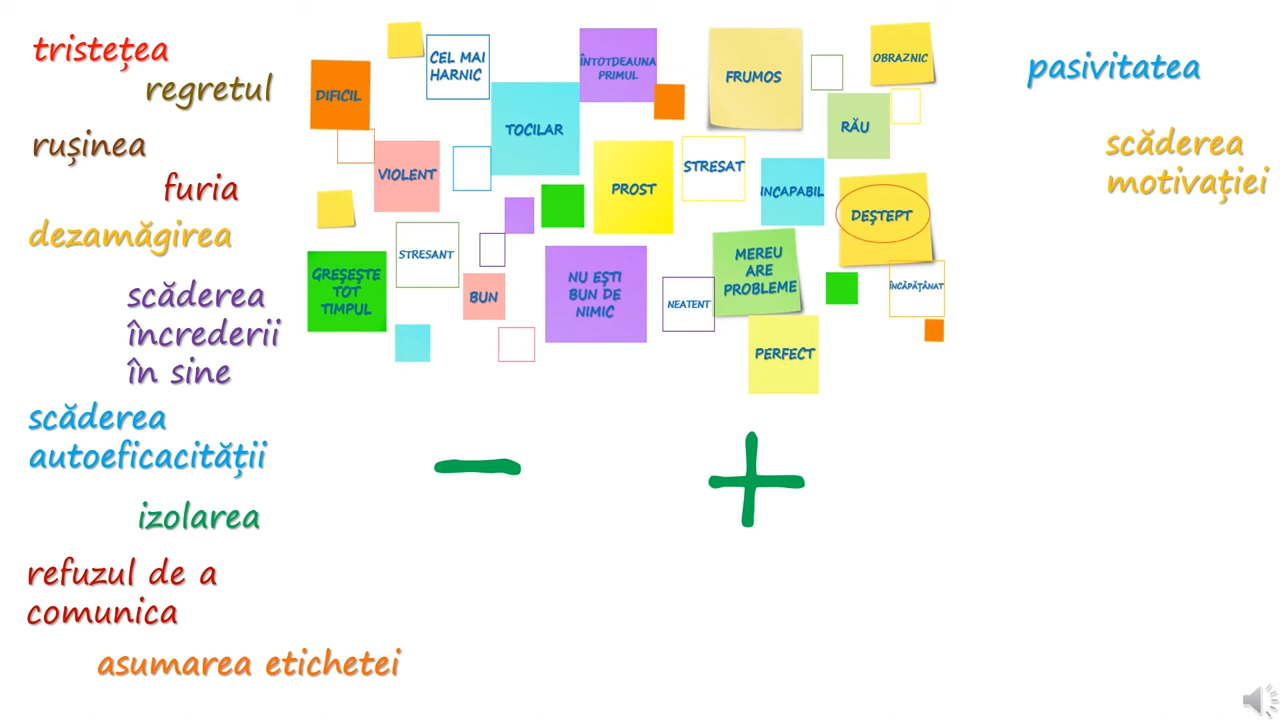 tristețea
regretul
rușinea
furia
dezamăgirea
scăderea
încrederii
în sine
scăderea
autoeficacității
izolarea
refuzul de a
comunica
asumarea etichetei
DIFICIL
CEL MAI
HARNIC
TOCILAR
ÎNTOTDEAUNA
PRIMUL
FRUMOS
OBRAZNIC
RĂU
VIOLENT
PROST
STRESAT
INCAPABIL
DEȘTEPT
STRESANT
GREȘEȘTE
TOT
TIMPUL
BUN
NU EȘTI
BUN DE
NIMIC
NEATENT
MEREU
ARE
PROBLEME
ÎNCĂPĂȚÂNAT
PERFECT
pasivitatea
scăderea
motivației